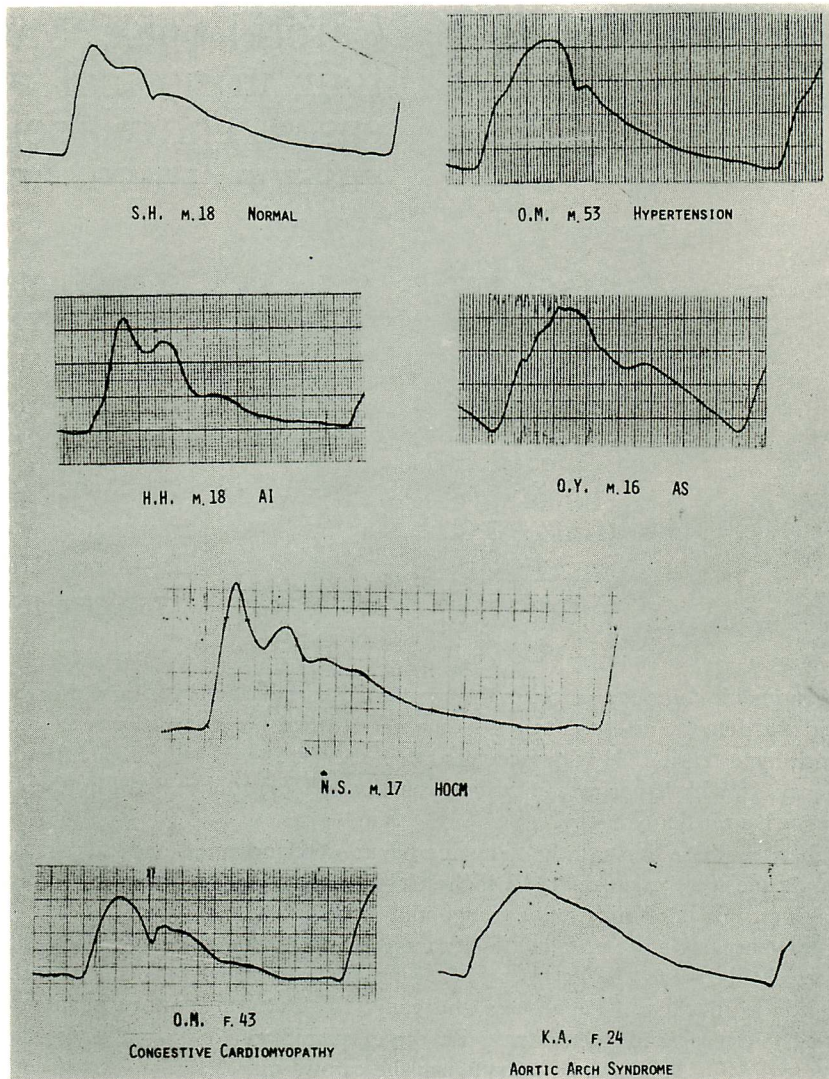 S.H. M.18 NORMAL
O.M. M.53 HYPERTENSION
H.H. M.18 AI
O.Y. M.16 AS
N.S. M.17 HOCM
O.M. F.43
CONGESTIVE CARDIOMYOPATHY
K.A. F.24
AORTIC ARCH SYNDROME